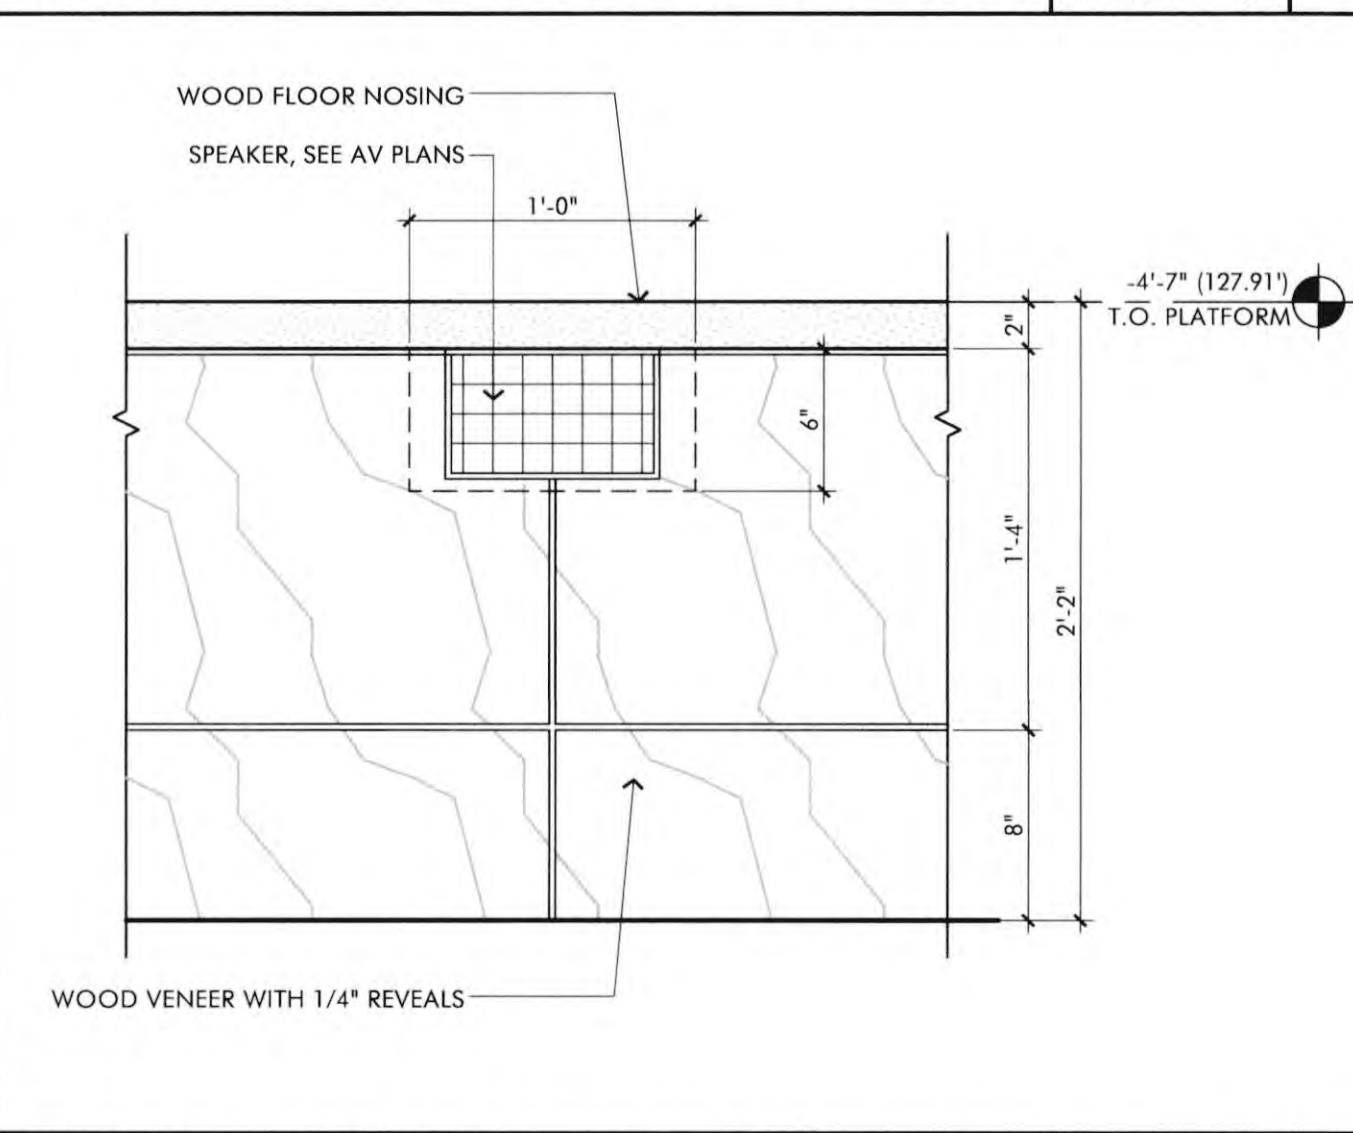 WOOD FLOOR NOSING
SPEAKER, SEE AV PLANS
1'-0"
-4'-7" (127.91')
T.O. PLATFORM
2"
6"
1'-4"
2'-2"
8"
WOOD VENEER WITH 1/4" REVEALS